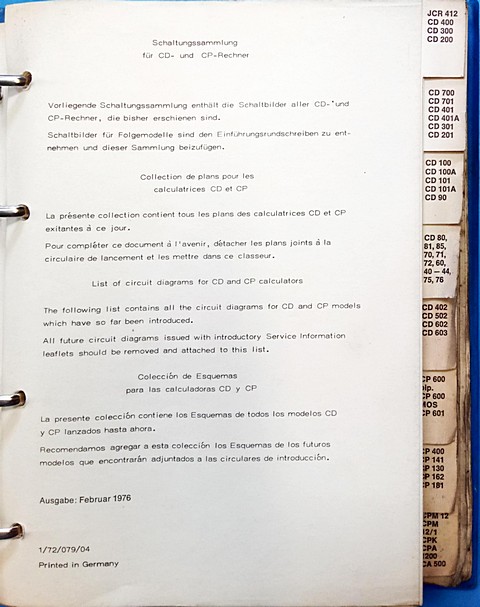 Schaltungssammlung
für CD- und CP-Rechner
Vorliegende Schaltungssammlung enthält die Schaltbilder aller CD- und
CP-Rechner, die bisher erschienen sind.
Schaltbilder für Folgemodelle sind den Einführungsrundschreiben zu ent-
nehmen und dieser Sammlung beizufügen.
Collection de plans pour les
calculatrices CD et CP
La présente collection contient tous les plans des calculatrices CD et CP
exitantes à ce jour.
Pour compléter ce document à l'avenir, détacher les plans joints à la
circulaire de lancement et les mettre dans ce classeur.
List of circuit diagrams for CD and CP calculators
The following list contains all the circuit diagrams for CD and CP models
which have so far been introduced.
All future circuit diagrams issued with introductory Service Information
leaflets should be removed and attached to this list.
Colección de Esquemas
para las calculadoras CD y CP
La presente colección contiene los Esquemas de todos los modelos CD
y CP lanzados hasta ahora.
Recomendamos agregar a esta colección los Esquemas de los futuros
modelos que encontrarán adjuntados a las circulares de introducción.
Ausgabe: Februar 1976
1/72/079/04
Printed in Germany
JCR 412
CD 400
CD 300
CD 200
CD 700
CD 701
CD 401
CD 401A
CD 301
CD 201
CD 100
CD 100A
CD 101
CD 101A
CD 90
CD 80,
81, 85,
70, 71,
72, 60,
40 – 44,
75, 76
CD 402
CD 502
CD 602
CD 603
CP 600
CP 600
MOS
CP 601
CP 400
CP 141
CP 130
CP 162
CP 181
CPM 12
CPM
12/1
CPK
CPA
1200
CA 500